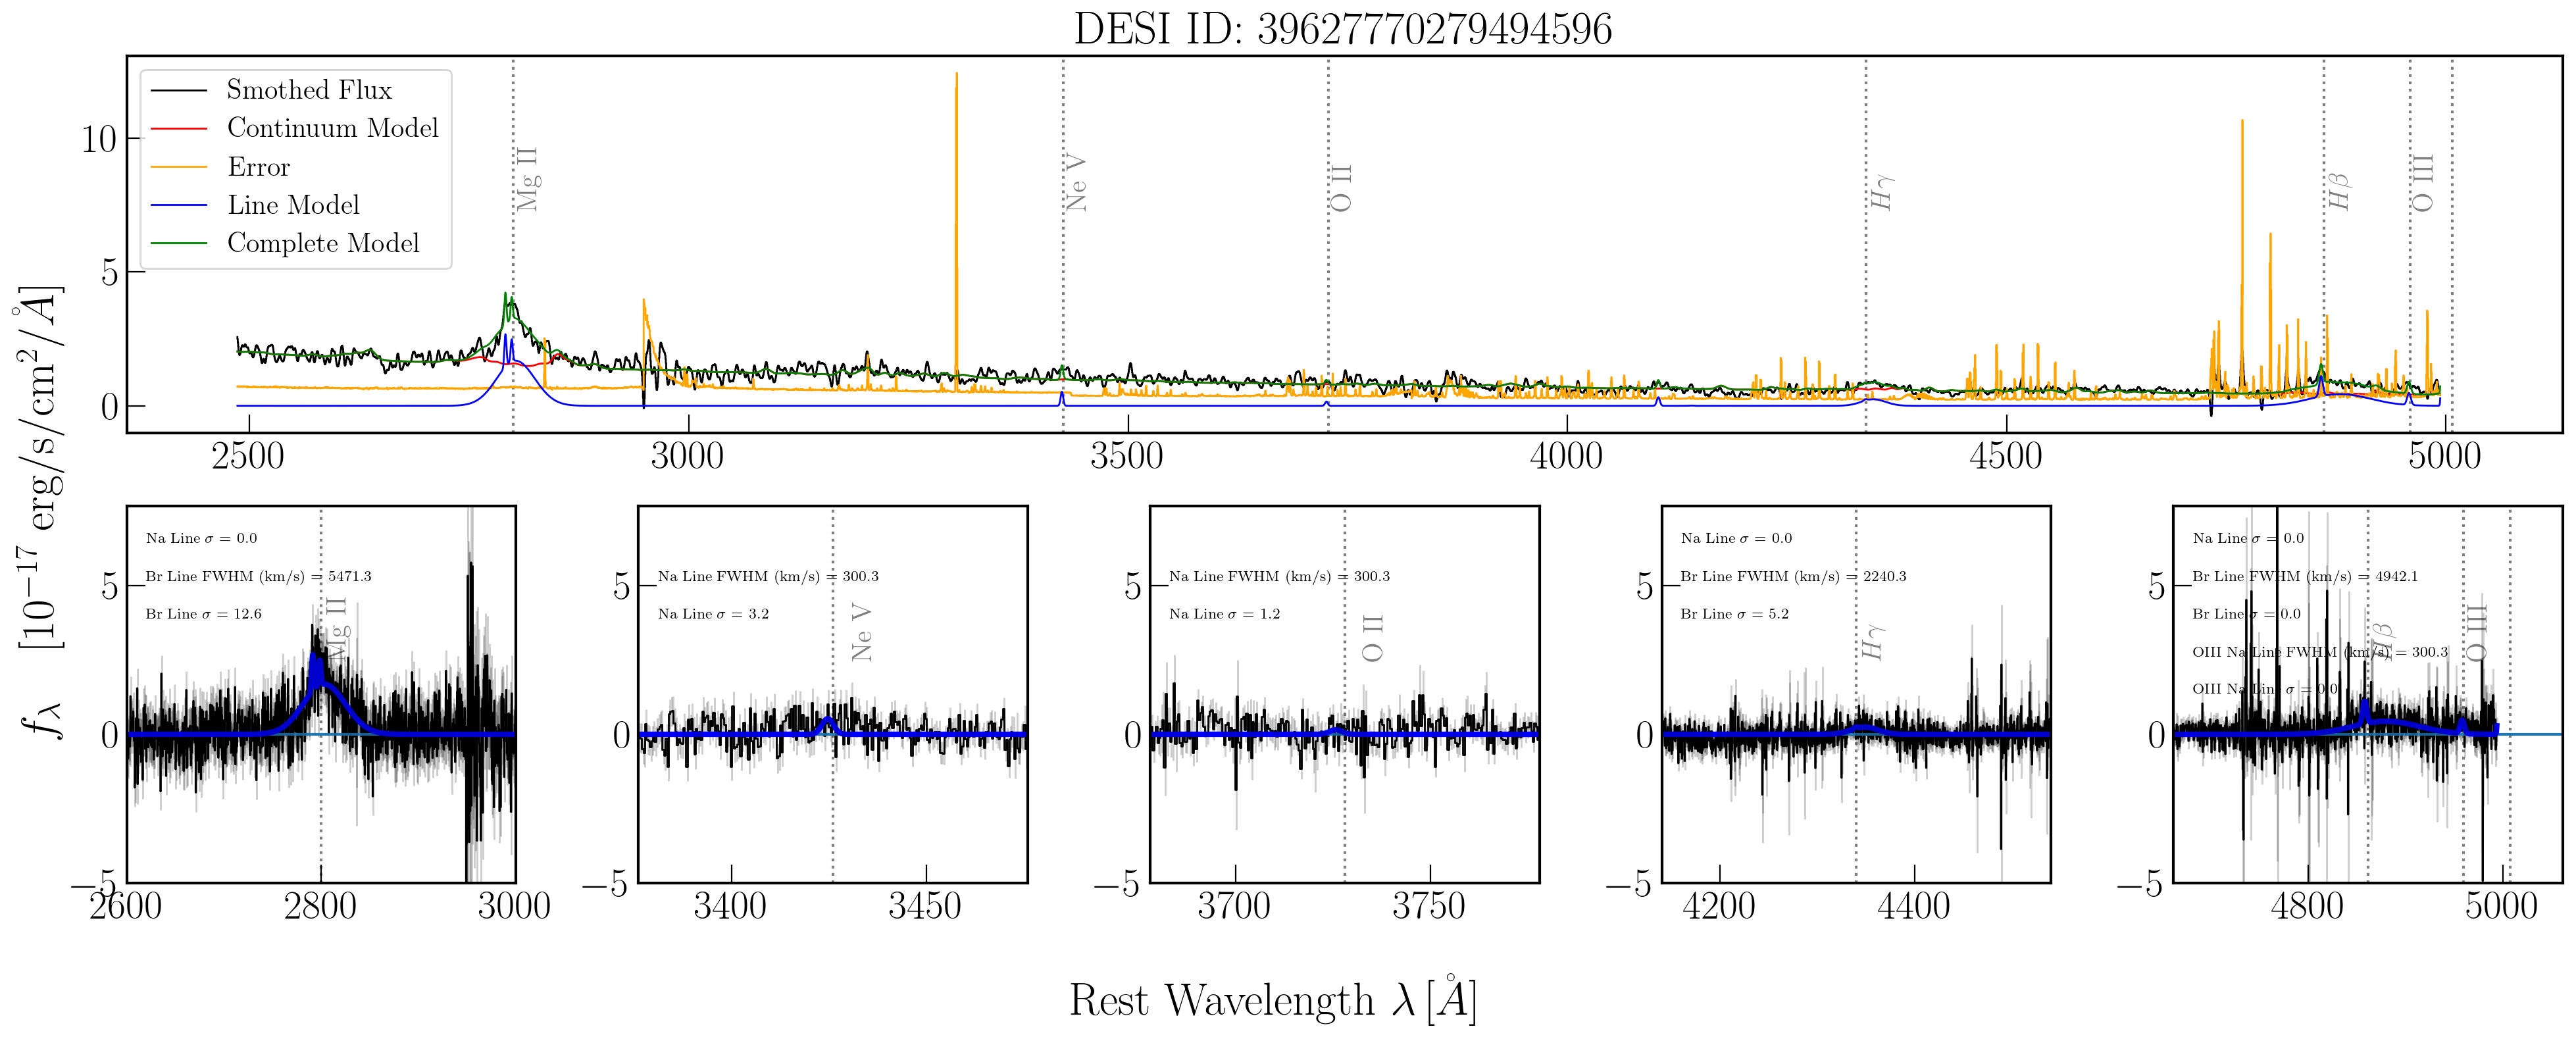 DESI ID: 39627770279494596
Smothed Flux
Continuum Model
Error
Line Model
Complete Model
Mg II
Ne V
O II
Hγ
Hβ
O III
10
5
0
2500
3000
3500
4000
4500
5000
f_λ [10^{−17} erg/s/cm²/Å]
Na Line σ = 0.0
Br Line FWHM (km/s) = 5471.3
Br Line σ = 12.6
Mg II
5
0
−5
2600
2800
3000
Na Line FWHM (km/s) = 300.3
Na Line σ = 3.2
Ne V
5
0
−5
3400
3450
Na Line FWHM (km/s) = 300.3
Na Line σ = 1.2
O II
5
0
−5
3700
3750
Na Line σ = 0.0
Br Line FWHM (km/s) = 2240.3
Br Line σ = 5.2
Hγ
5
0
−5
4200
4400
Na Line σ = 0.0
Br Line FWHM (km/s) = 4942.1
Br Line σ = 0.0
OIII Na Line FWHM (km/s) = 300.3
OIII Na Line σ = 0.0
Hβ
O III
5
0
−5
4800
5000
Rest Wavelength λ [Å]